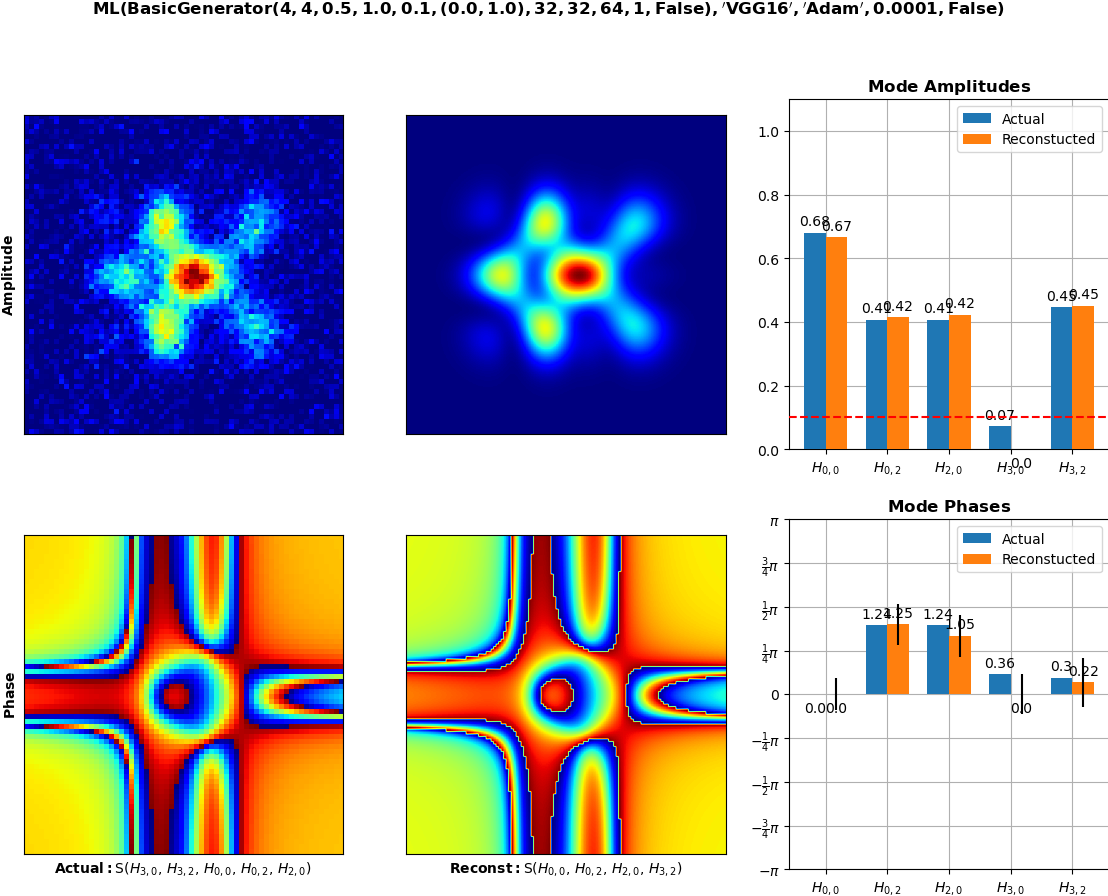 ML(BasicGenerator(4, 4, 0.5, 1.0, 0.1, (0.0, 1.0), 32, 32, 64, 1, False), ′VGG16′, ′Adam′, 0.0001, False)
Amplitude
Mode Amplitudes
Actual
Reconstucted
1.0
0.8
0.6
0.4
0.2
0.0
0.68
0.67
0.41
0.42
0.41
0.42
0.07
0.0
0.45
0.45
H0,0
H0,2
H2,0
H3,0
H3,2
Phase
Actual: S(H3,0, H3,2, H0,0, H0,2, H2,0)
Reconst: S(H0,0, H0,2, H2,0, H3,2)
Mode Phases
Actual
Reconstucted
π
3/4π
1/2π
1/4π
0
−1/4π
−1/2π
−3/4π
−π
0.0
0.0
1.24
1.25
1.24
1.05
0.36
0.0
0.3
0.22
H0,0
H0,2
H2,0
H3,0
H3,2